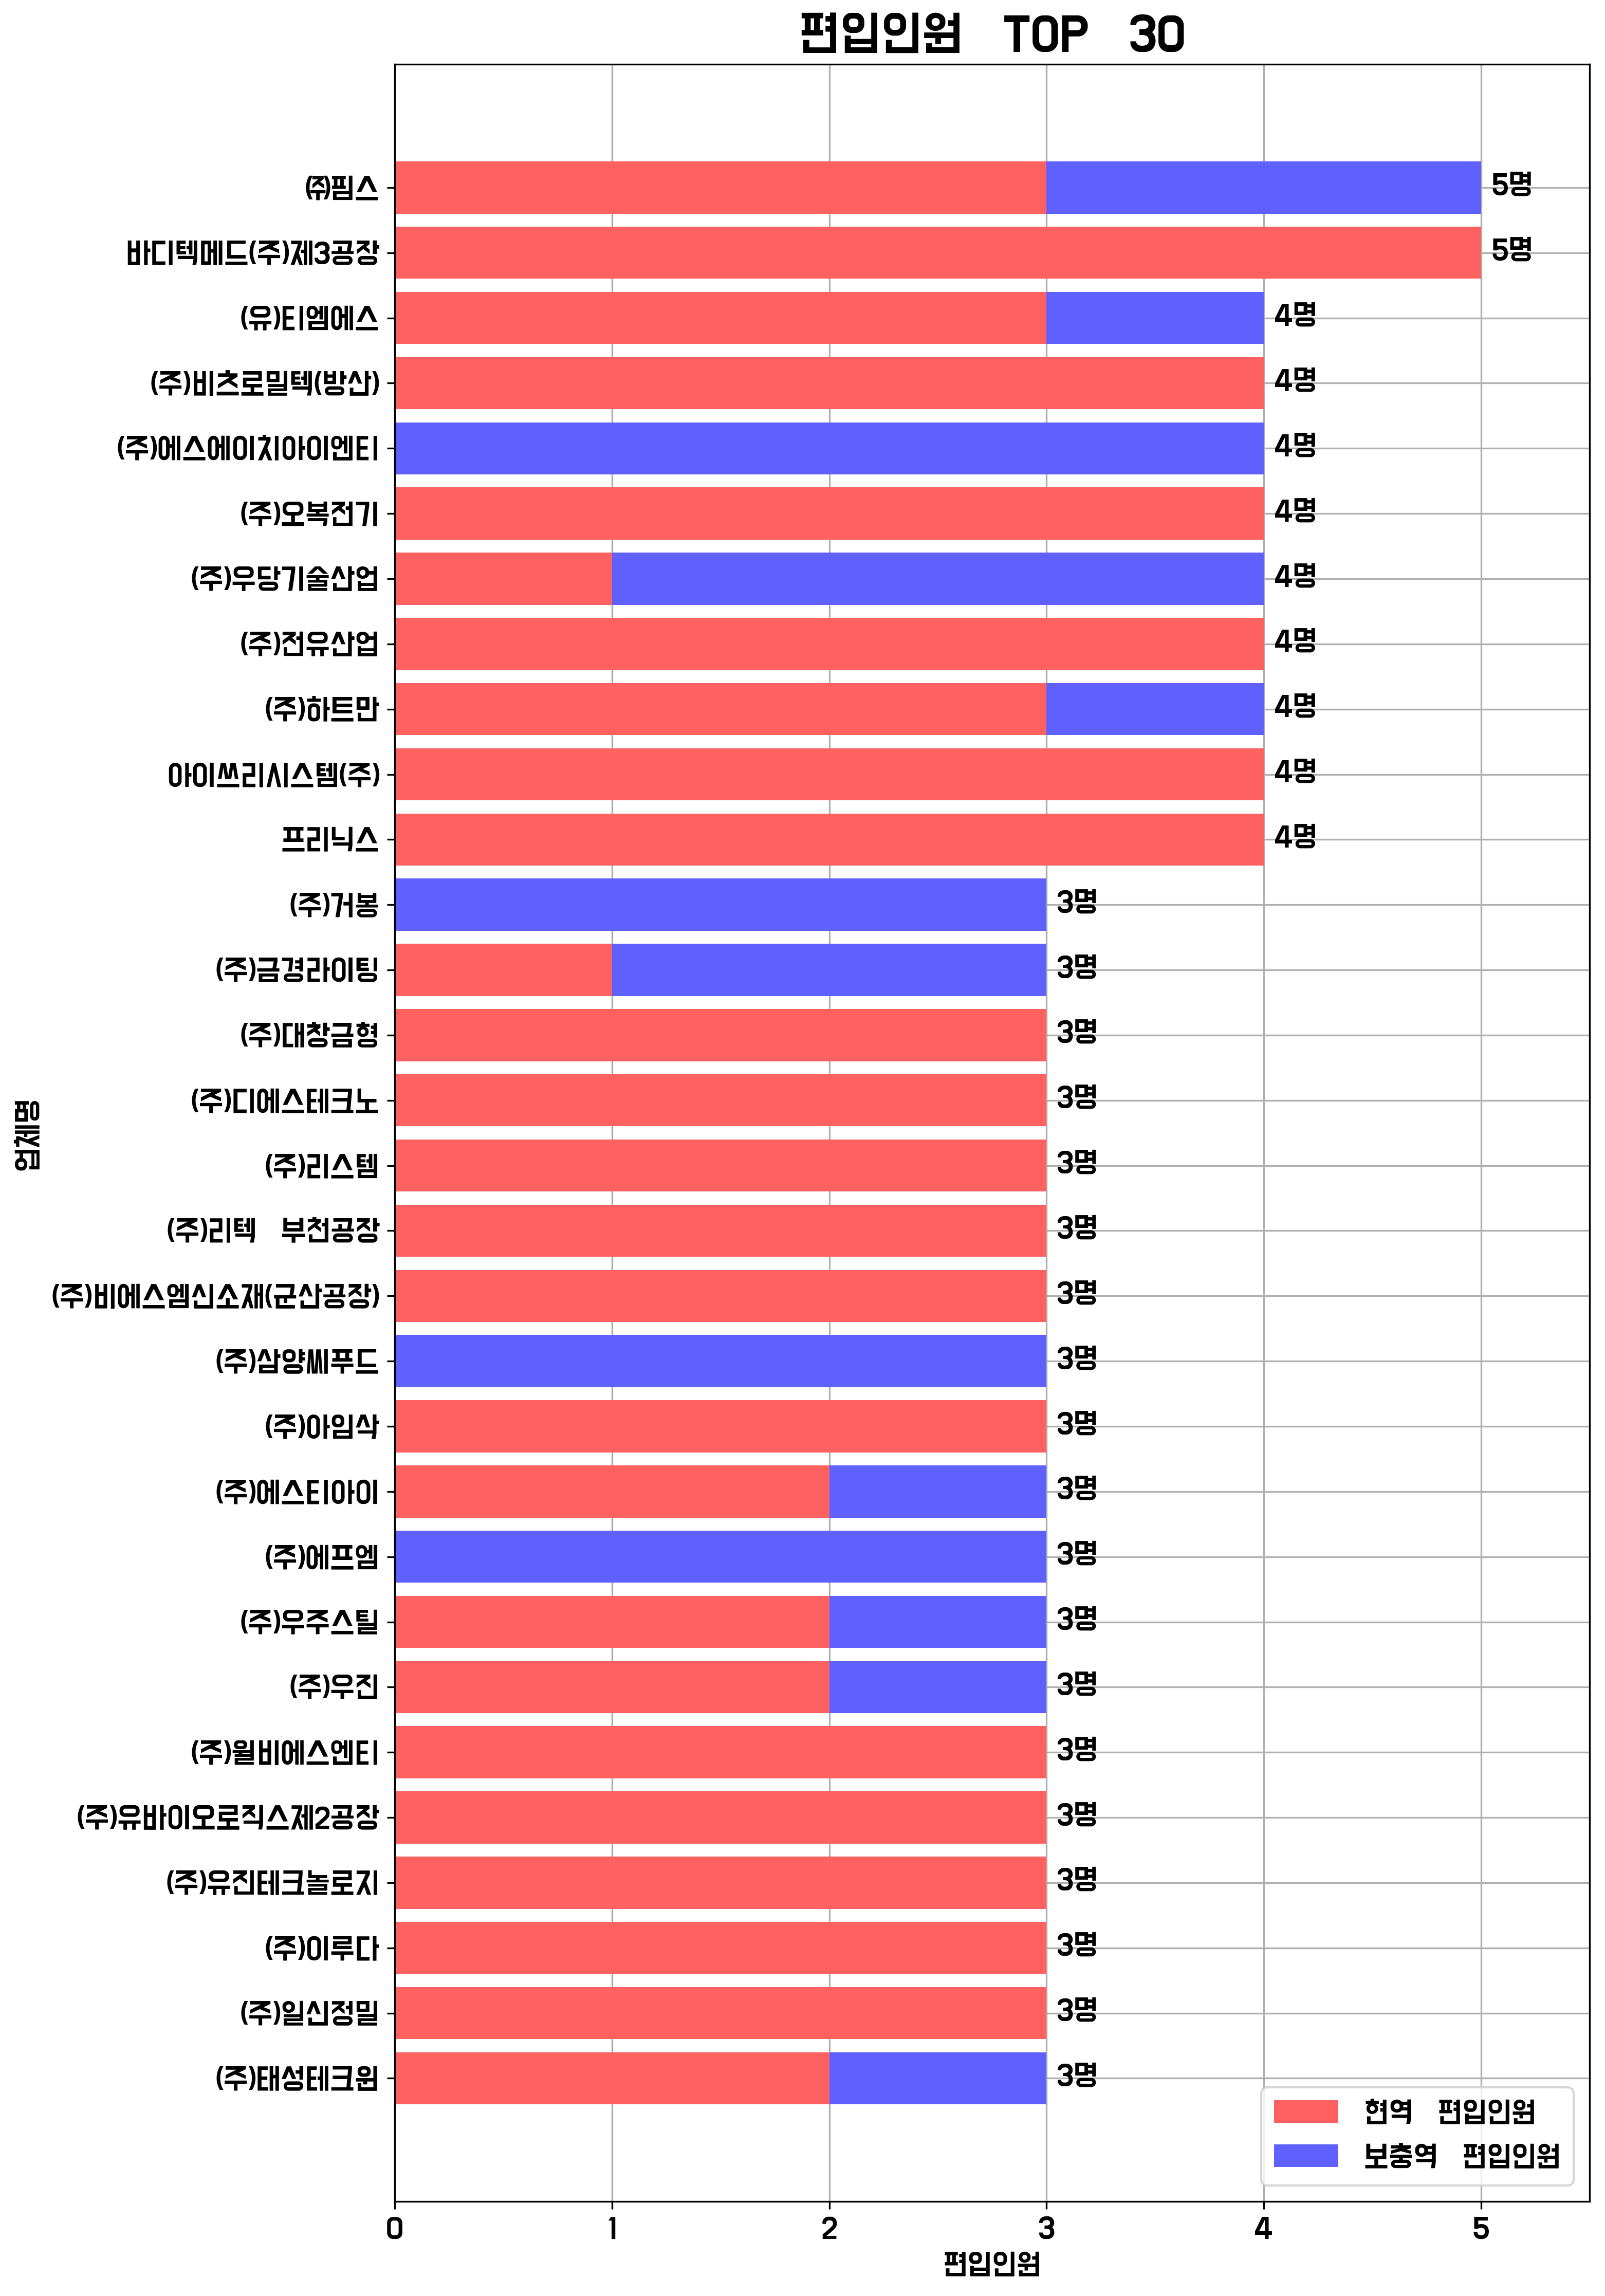 편입인원 TOP 30
㈜핌스 5명
바디텍메드(주)제3공장 5명
(유)티엠에스 4명
(주)비츠로밀텍(방산) 4명
(주)에스에이치아이엔티 4명
(주)오복전기 4명
(주)우당기술산업 4명
(주)전유산업 4명
(주)하트만 4명
아이쓰리시스템(주) 4명
프리닉스 4명
(주)거봉 3명
(주)금경라이팅 3명
(주)대창금형 3명
(주)디에스테크노 3명
(주)리스템 3명
(주)리텍 부천공장 3명
(주)비에스엠신소재(군산공장) 3명
(주)삼양씨푸드 3명
(주)아임삭 3명
(주)에스티아이 3명
(주)에프엠 3명
(주)우주스틸 3명
(주)우진 3명
(주)월비에스엔티 3명
(주)유바이오로직스제2공장 3명
(주)유진테크놀로지 3명
(주)이루다 3명
(주)일신정밀 3명
(주)태성테크원 3명
업체명
현역 편입인원
보충역 편입인원
0 1 2 3 4 5
편입인원